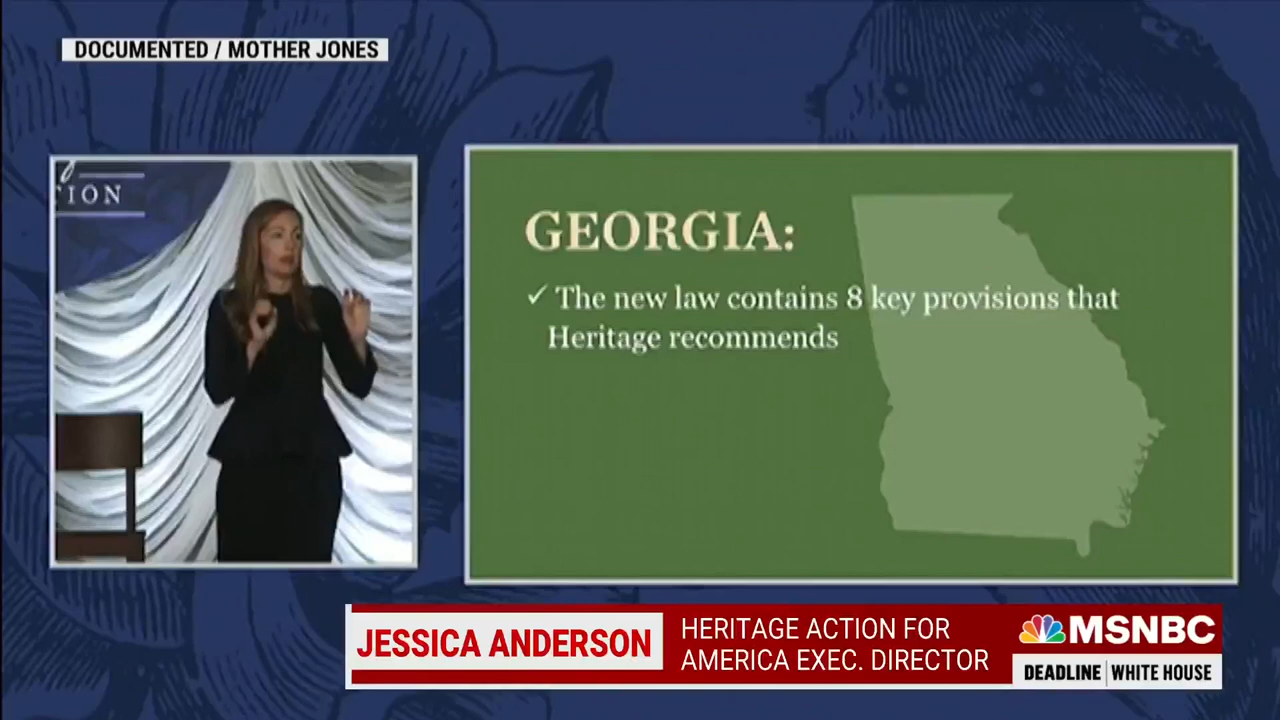 DOCUMENTED / MOTHER JONES
TION
GEORGIA:
✓ The new law contains 8 key provisions that
Heritage recommends
JESSICA ANDERSON
HERITAGE ACTION FOR
AMERICA EXEC. DIRECTOR
MSNBC
DEADLINE | WHITE HOUSE